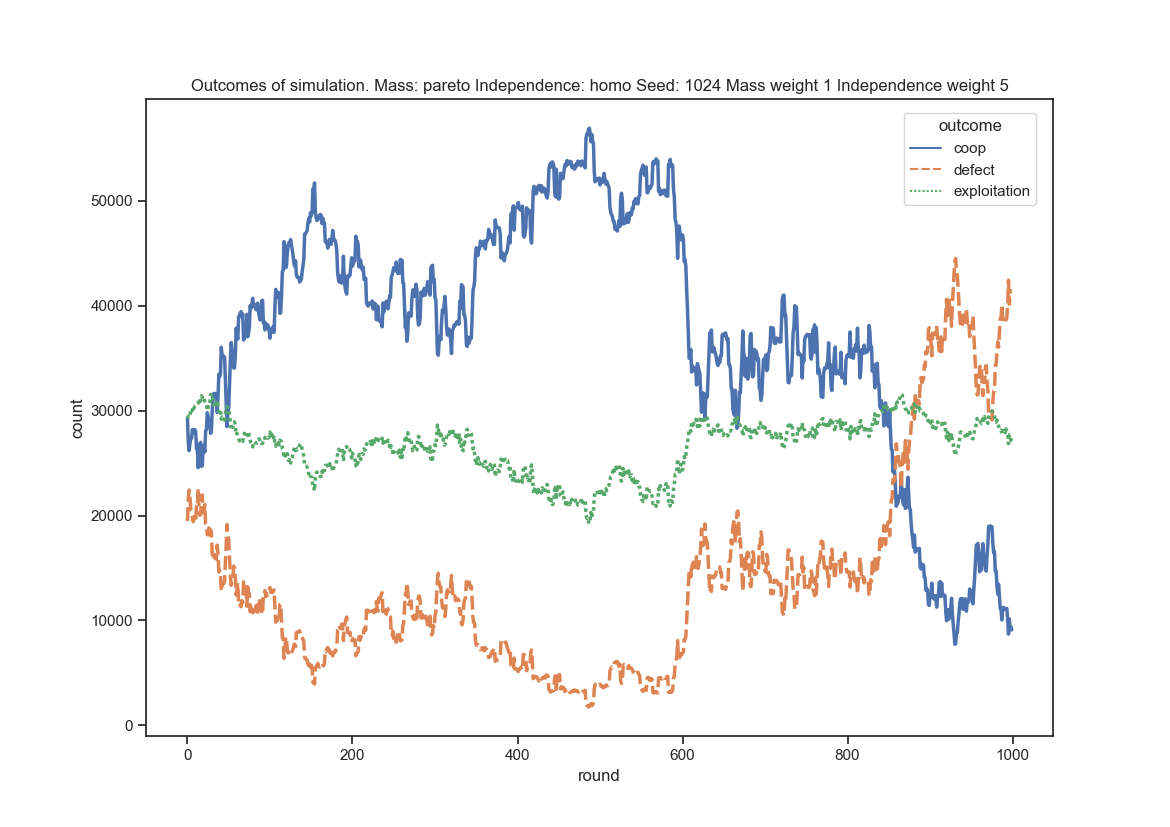 Outcomes of simulation. Mass: pareto Independence: homo Seed: 1024 Mass weight 1 Independence weight 5
outcome
coop
defect
exploitation
50000
40000
30000
20000
10000
0
count
0 200 400 600 800 1000
round